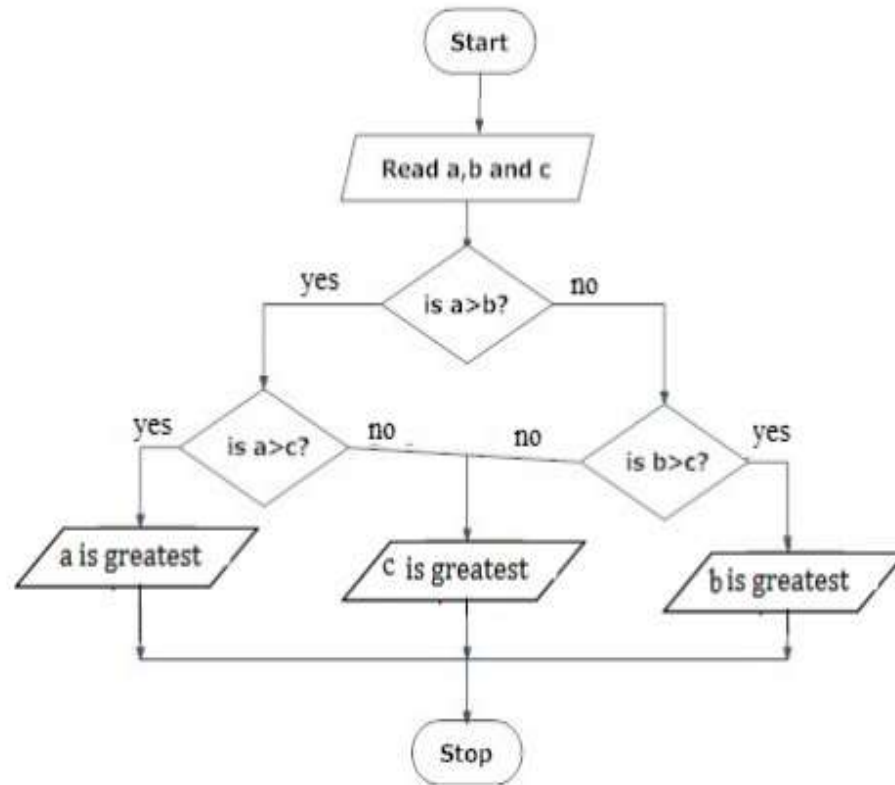 Start
Read a,b and c
is a>b?
yes
no
is a>c?
yes
no
is b>c?
no
yes
a is greatest
c is greatest
b is greatest
Stop